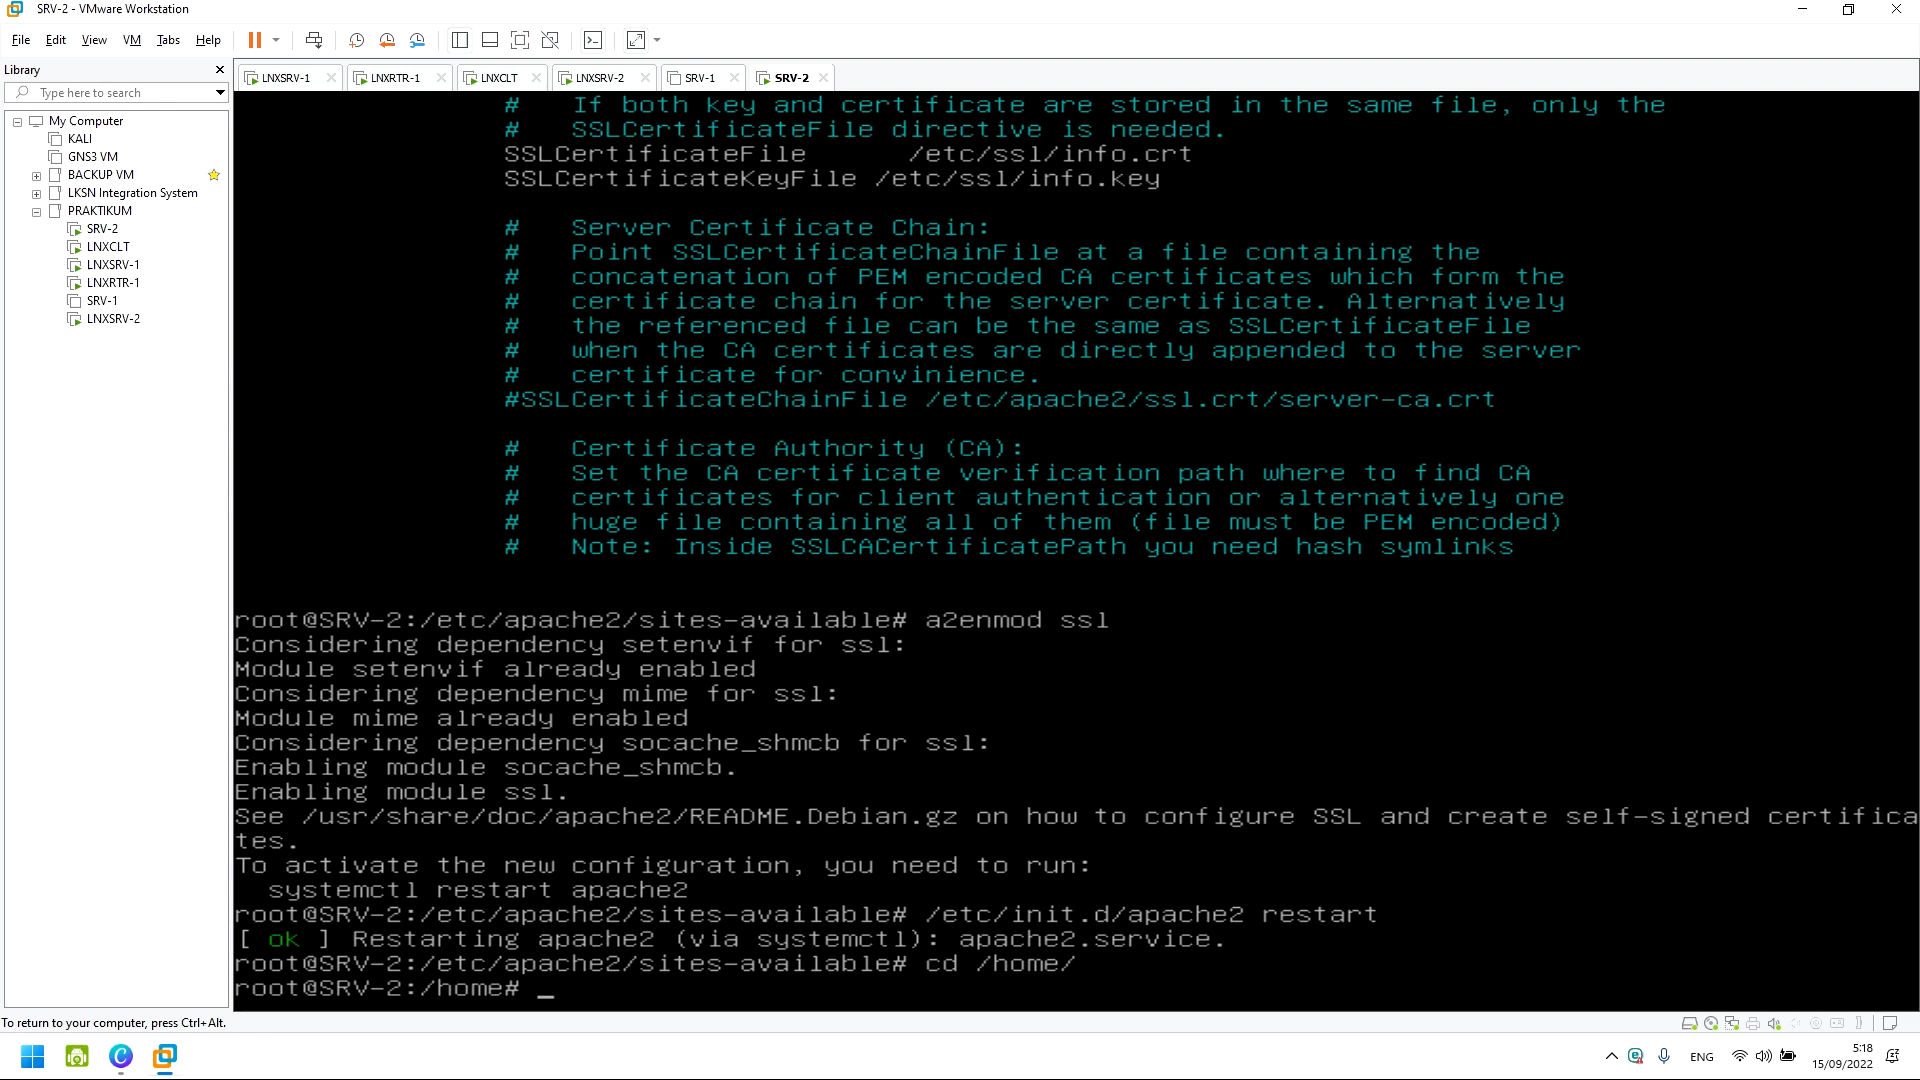 SRV-2 - VMware Workstation
File Edit View VM Tabs Help
Library
Type here to search
My Computer
KALI
GNS3 VM
BACKUP VM
LKSN Integration System
PRAKTIKUM
SRV-2
LNXCLT
LNXSRV-1
LNXRTR-1
SRV-1
LNXSRV-2
LNXSRV-1 LNXRTR-1 LNXCLT LNXSRV-2 SRV-1 SRV-2
# If both key and certificate are stored in the same file, only the
# SSLCertificateFile directive is needed.
SSLCertificateFile /etc/ssl/info.crt
SSLCertificateKeyFile /etc/ssl/info.key
# Server Certificate Chain:
# Point SSLCertificateChainFile at a file containing the
# concatenation of PEM encoded CA certificates which form the
# certificate chain for the server certificate. Alternatively
# the referenced file can be the same as SSLCertificateFile
# when the CA certificates are directly appended to the server
# certificate for convinience.
#SSLCertificateChainFile /etc/apache2/ssl.crt/server-ca.crt
# Certificate Authority (CA):
# Set the CA certificate verification path where to find CA
# certificates for client authentication or alternatively one
# huge file containing all of them (file must be PEM encoded)
# Note: Inside SSLCACertificatePath you need hash symlinks
root@SRV-2:/etc/apache2/sites-available# a2enmod ssl
Considering dependency setenvif for ssl:
Module setenvif already enabled
Considering dependency mime for ssl:
Module mime already enabled
Considering dependency socache_shmcb for ssl:
Enabling module socache_shmcb.
Enabling module ssl.
See /usr/share/doc/apache2/README.Debian.gz on how to configure SSL and create self-signed certifica
tes.
To activate the new configuration, you need to run:
systemctl restart apache2
root@SRV-2:/etc/apache2/sites-available# /etc/init.d/apache2 restart
[ ok ] Restarting apache2 (via systemctl): apache2.service.
root@SRV-2:/etc/apache2/sites-available# cd /home/
root@SRV-2:/home# _
To return to your computer, press Ctrl+Alt.
ENG
5:18
15/09/2022